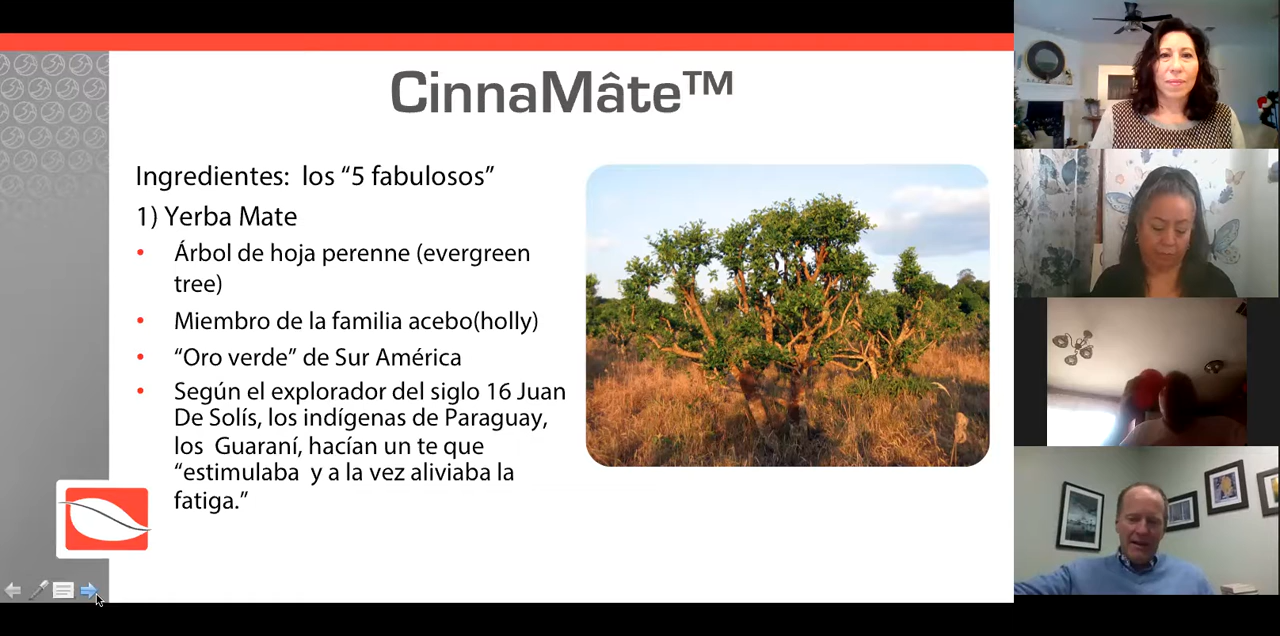 CinnaMâte™
Ingredientes:  los “5 fabulosos”
1) Yerba Mate
• Árbol de hoja perenne (evergreen
tree)
• Miembro de la familia acebo(holly)
• “Oro verde” de Sur América
• Según el explorador del siglo 16 Juan
De Solís, los indígenas de Paraguay,
los  Guaraní, hacían un te que
“estimulaba  y a la vez aliviaba la
fatiga.”